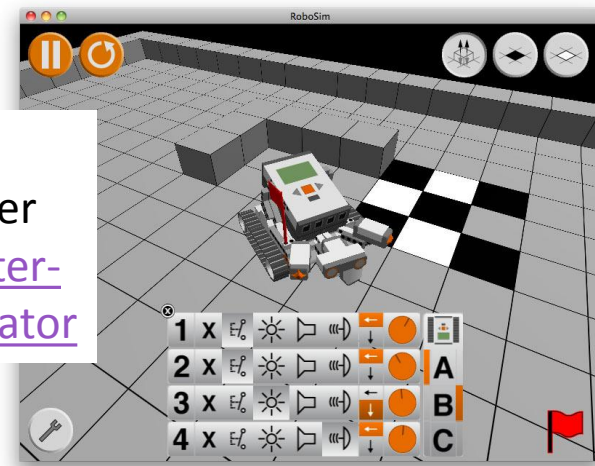 RoboSim
er
ter-
ator
1 X
2 X A
3 X B
4 X C